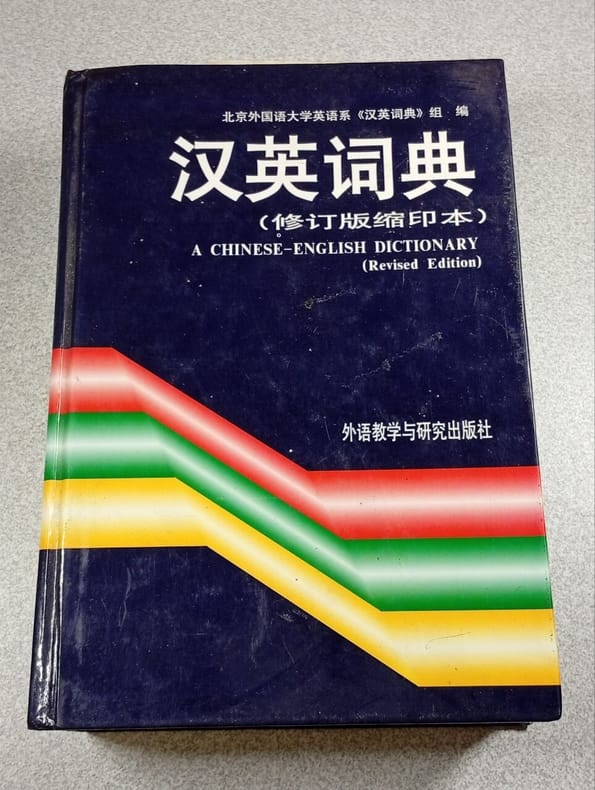 北京外国语大学英语系《汉英词典》组 编
汉英词典
(修订版缩印本)
A CHINESE-ENGLISH DICTIONARY
(Revised Edition)
外语教学与研究出版社